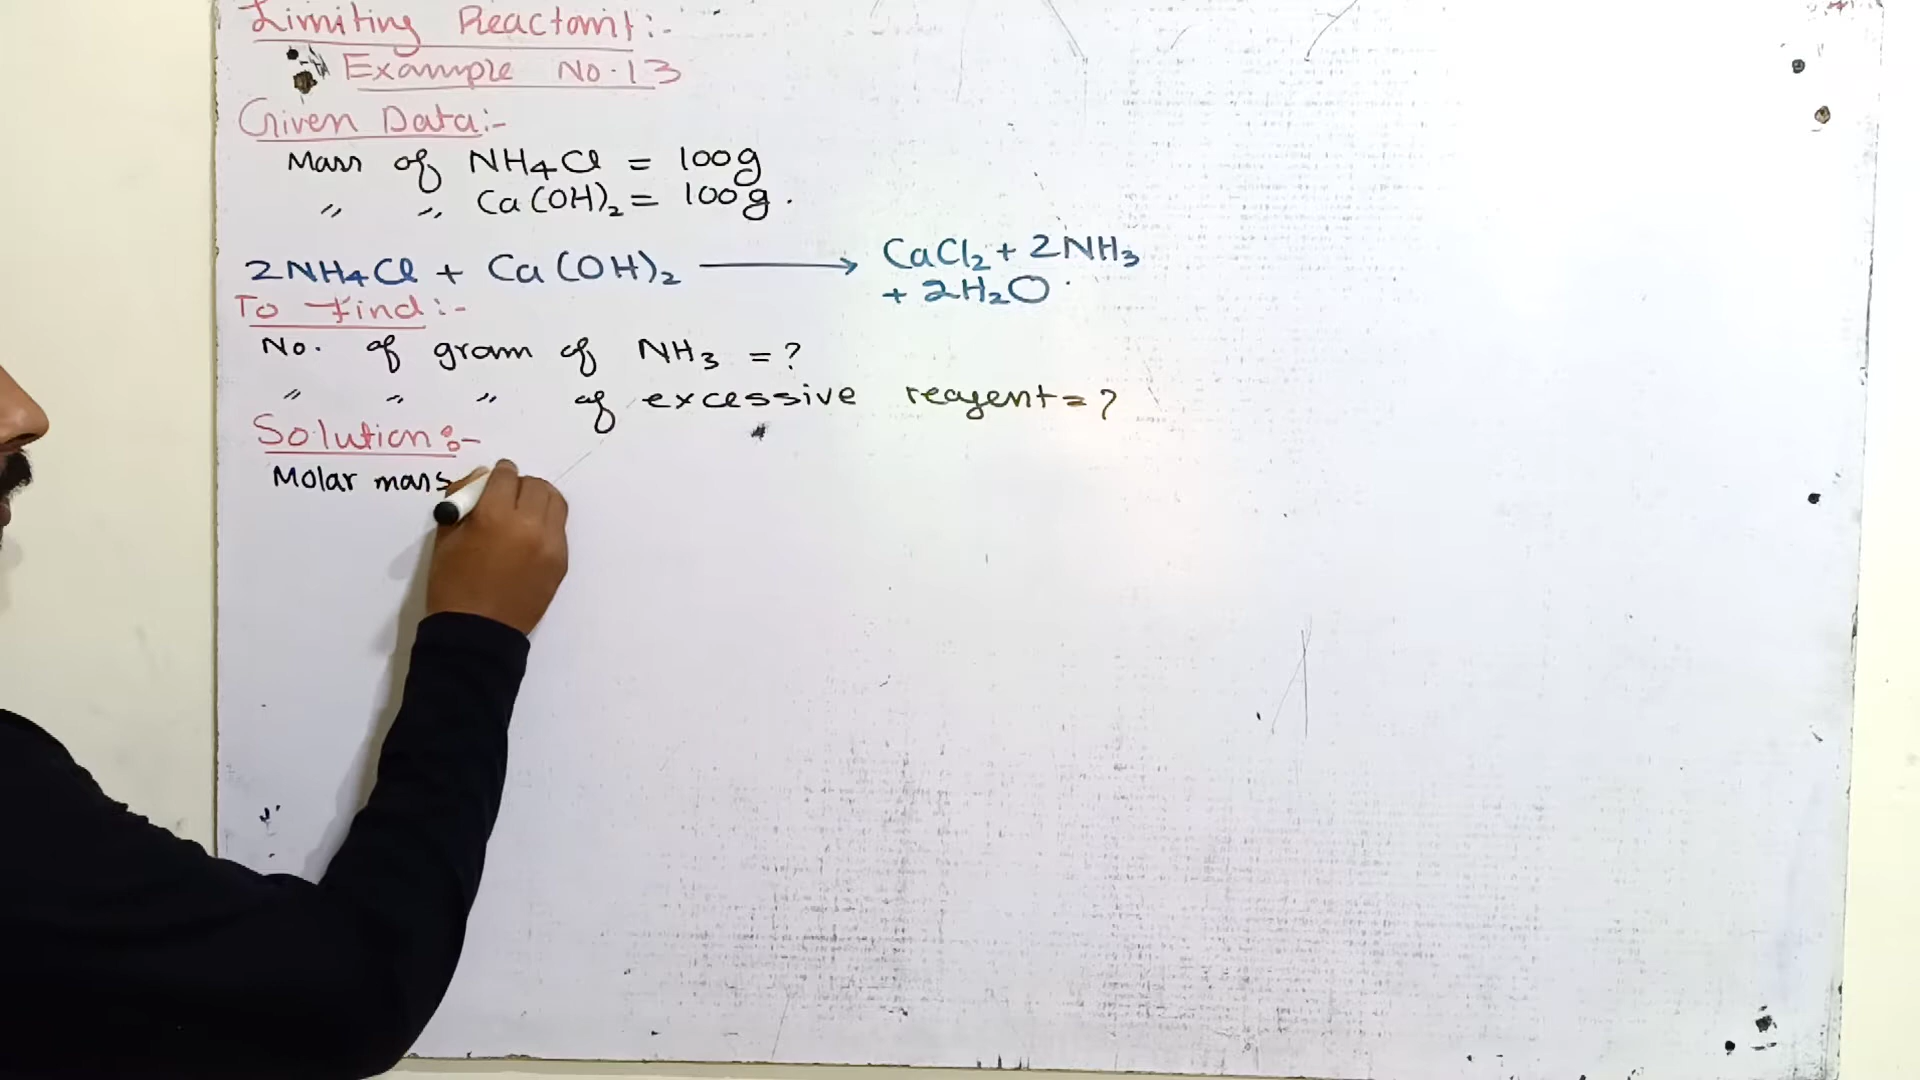 Limiting Reactant:-
Example No.13
Given Data:-
Mass of NH4Cl = 100g
" " Ca(OH)2 = 100g.
2NH4Cl + Ca(OH)2 ⟶ CaCl2 + 2NH3
+ 2H2O.
To find:-
No. of gram of NH3 = ?
" " " of excessive reagent = ?
Solution:-
Molar mass